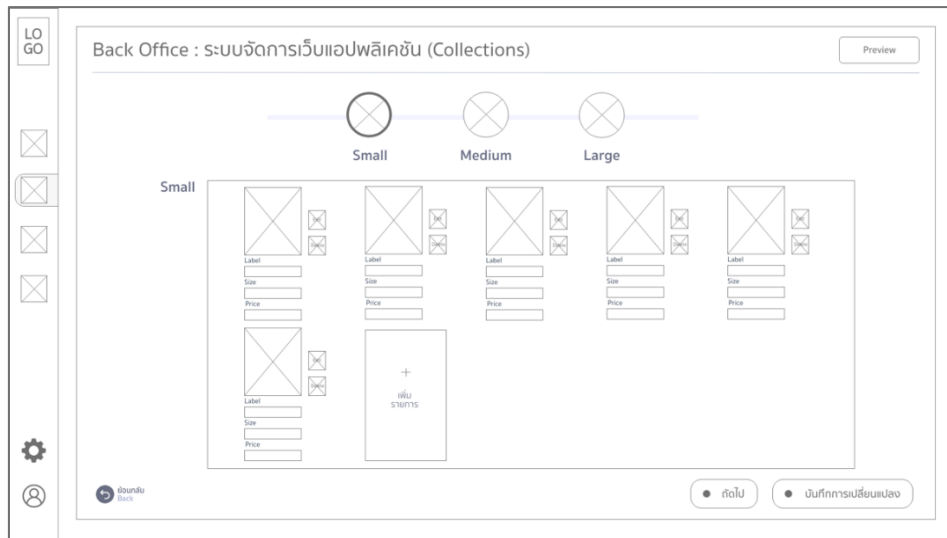 LO
GO
Back Office : ระบบจัดการเว็บแอปพลิเคชัน (Collections)
Preview
Small
Medium
Large
Small
Label
Size
Price
Label
Size
Price
Label
Size
Price
Label
Size
Price
Label
Size
Price
Label
Size
Price
+
เพิ่ม
รายการ
ย้อนกลับ
Back
ถัดไป
บันทึกการเปลี่ยนแปลง